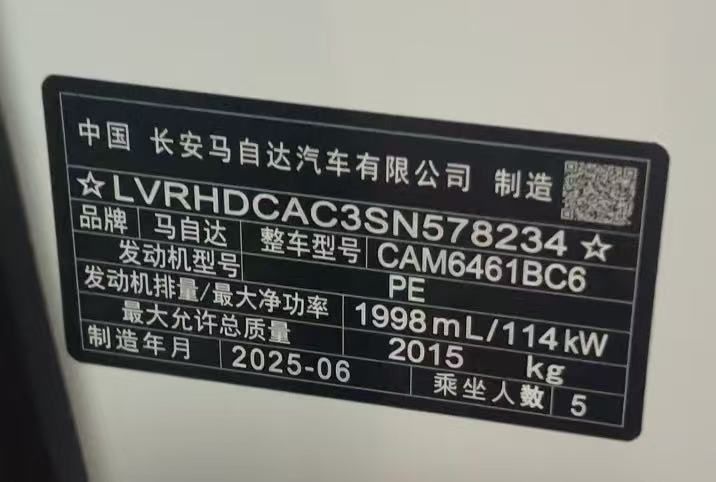 中国 长安马自达汽车有限公司 制造
☆LVRHDCAC3SN578234☆
品牌 马自达 整车型号 CAM6461BC6
发动机型号 PE
发动机排量/最大净功率 1998mL/114kW
最大允许总质量 2015 kg
制造年月 2025-06 乘坐人数 5